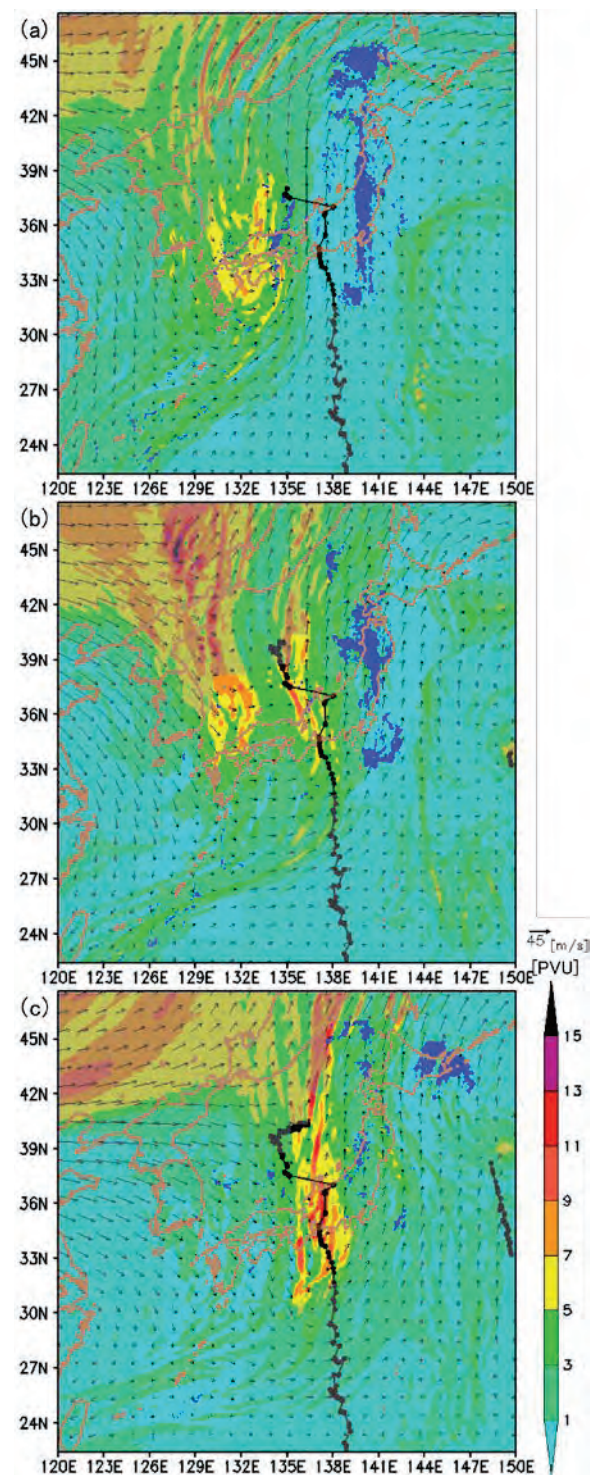 (a)
45N
42N
39N
36N
33N
30N
27N
24N
120E 123E 126E 129E 132E 135E 138E 141E 144E 147E 150E
(b)
45N
42N
39N
36N
33N
30N
27N
24N
120E 123E 126E 129E 132E 135E 138E 141E 144E 147E 150E
45 [m/s]
[PVU]
(c)
45N
42N
39N
36N
33N
30N
27N
24N
120E 123E 126E 129E 132E 135E 138E 141E 144E 147E 150E
15
13
11
9
7
5
3
1